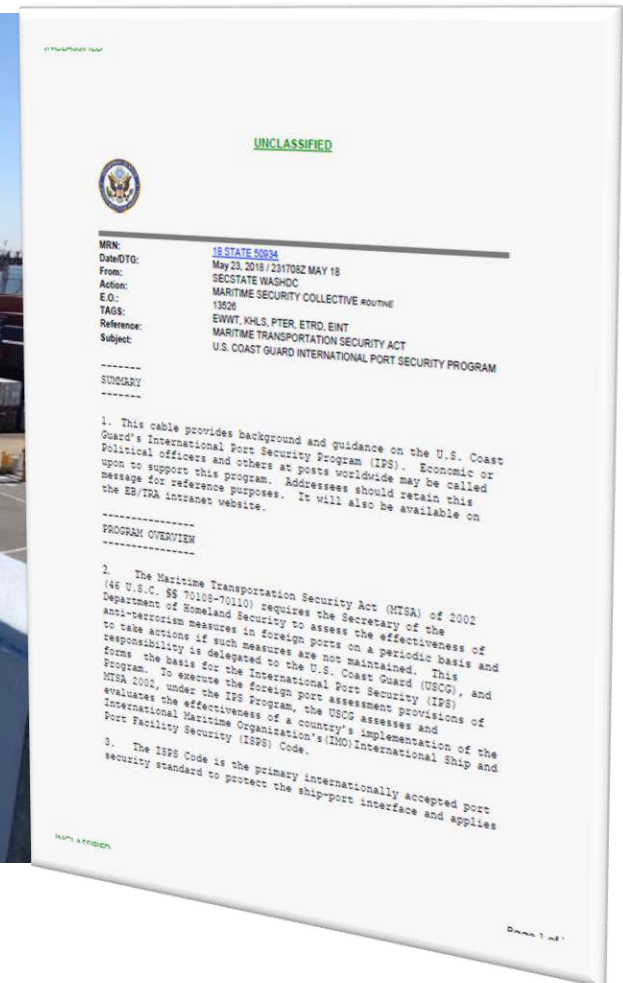 UNCLASSIFIED
UNCLASSIFIED
MRN: 18 STATE 50934
Date/DTG: May 23, 2018 / 231708Z MAY 18
From: SECSTATE WASHDC
Action: MARITIME SECURITY COLLECTIVE ROUTINE
E.O.: 13526
TAGS: EWWT, KHLS, PTER, ETRD, EINT
Reference: MARITIME TRANSPORTATION SECURITY ACT
Subject: U.S. COAST GUARD INTERNATIONAL PORT SECURITY PROGRAM
-------
SUMMARY
-------
1. This cable provides background and guidance on the U.S. Coast
Guard's International Port Security Program (IPS). Economic or
Political officers and others at posts worldwide may be called
upon to support this program. Addressees should retain this
message for reference purposes. It will also be available on
the EB/TRA intranet website.
----------------
PROGRAM OVERVIEW
----------------
2. The Maritime Transportation Security Act (MTSA) of 2002
(46 U.S.C. §§ 70108-70110) requires the Secretary of the
Department of Homeland Security to assess the effectiveness of
anti-terrorism measures in foreign ports on a periodic basis and
to take actions if such measures are not maintained. This
responsibility is delegated to the U.S. Coast Guard (USCG), and
forms the basis for the International Port Security (IPS)
Program. To execute the foreign port assessment provisions of
MTSA 2002, under the IPS Program, the USCG assesses and
evaluates the effectiveness of a country's implementation of the
International Maritime Organization's(IMO)International Ship and
Port Facility Security (ISPS) Code.
3. The ISPS Code is the primary internationally accepted port
security standard to protect the ship-port interface and applies
UNCLASSIFIED
Page 1 of